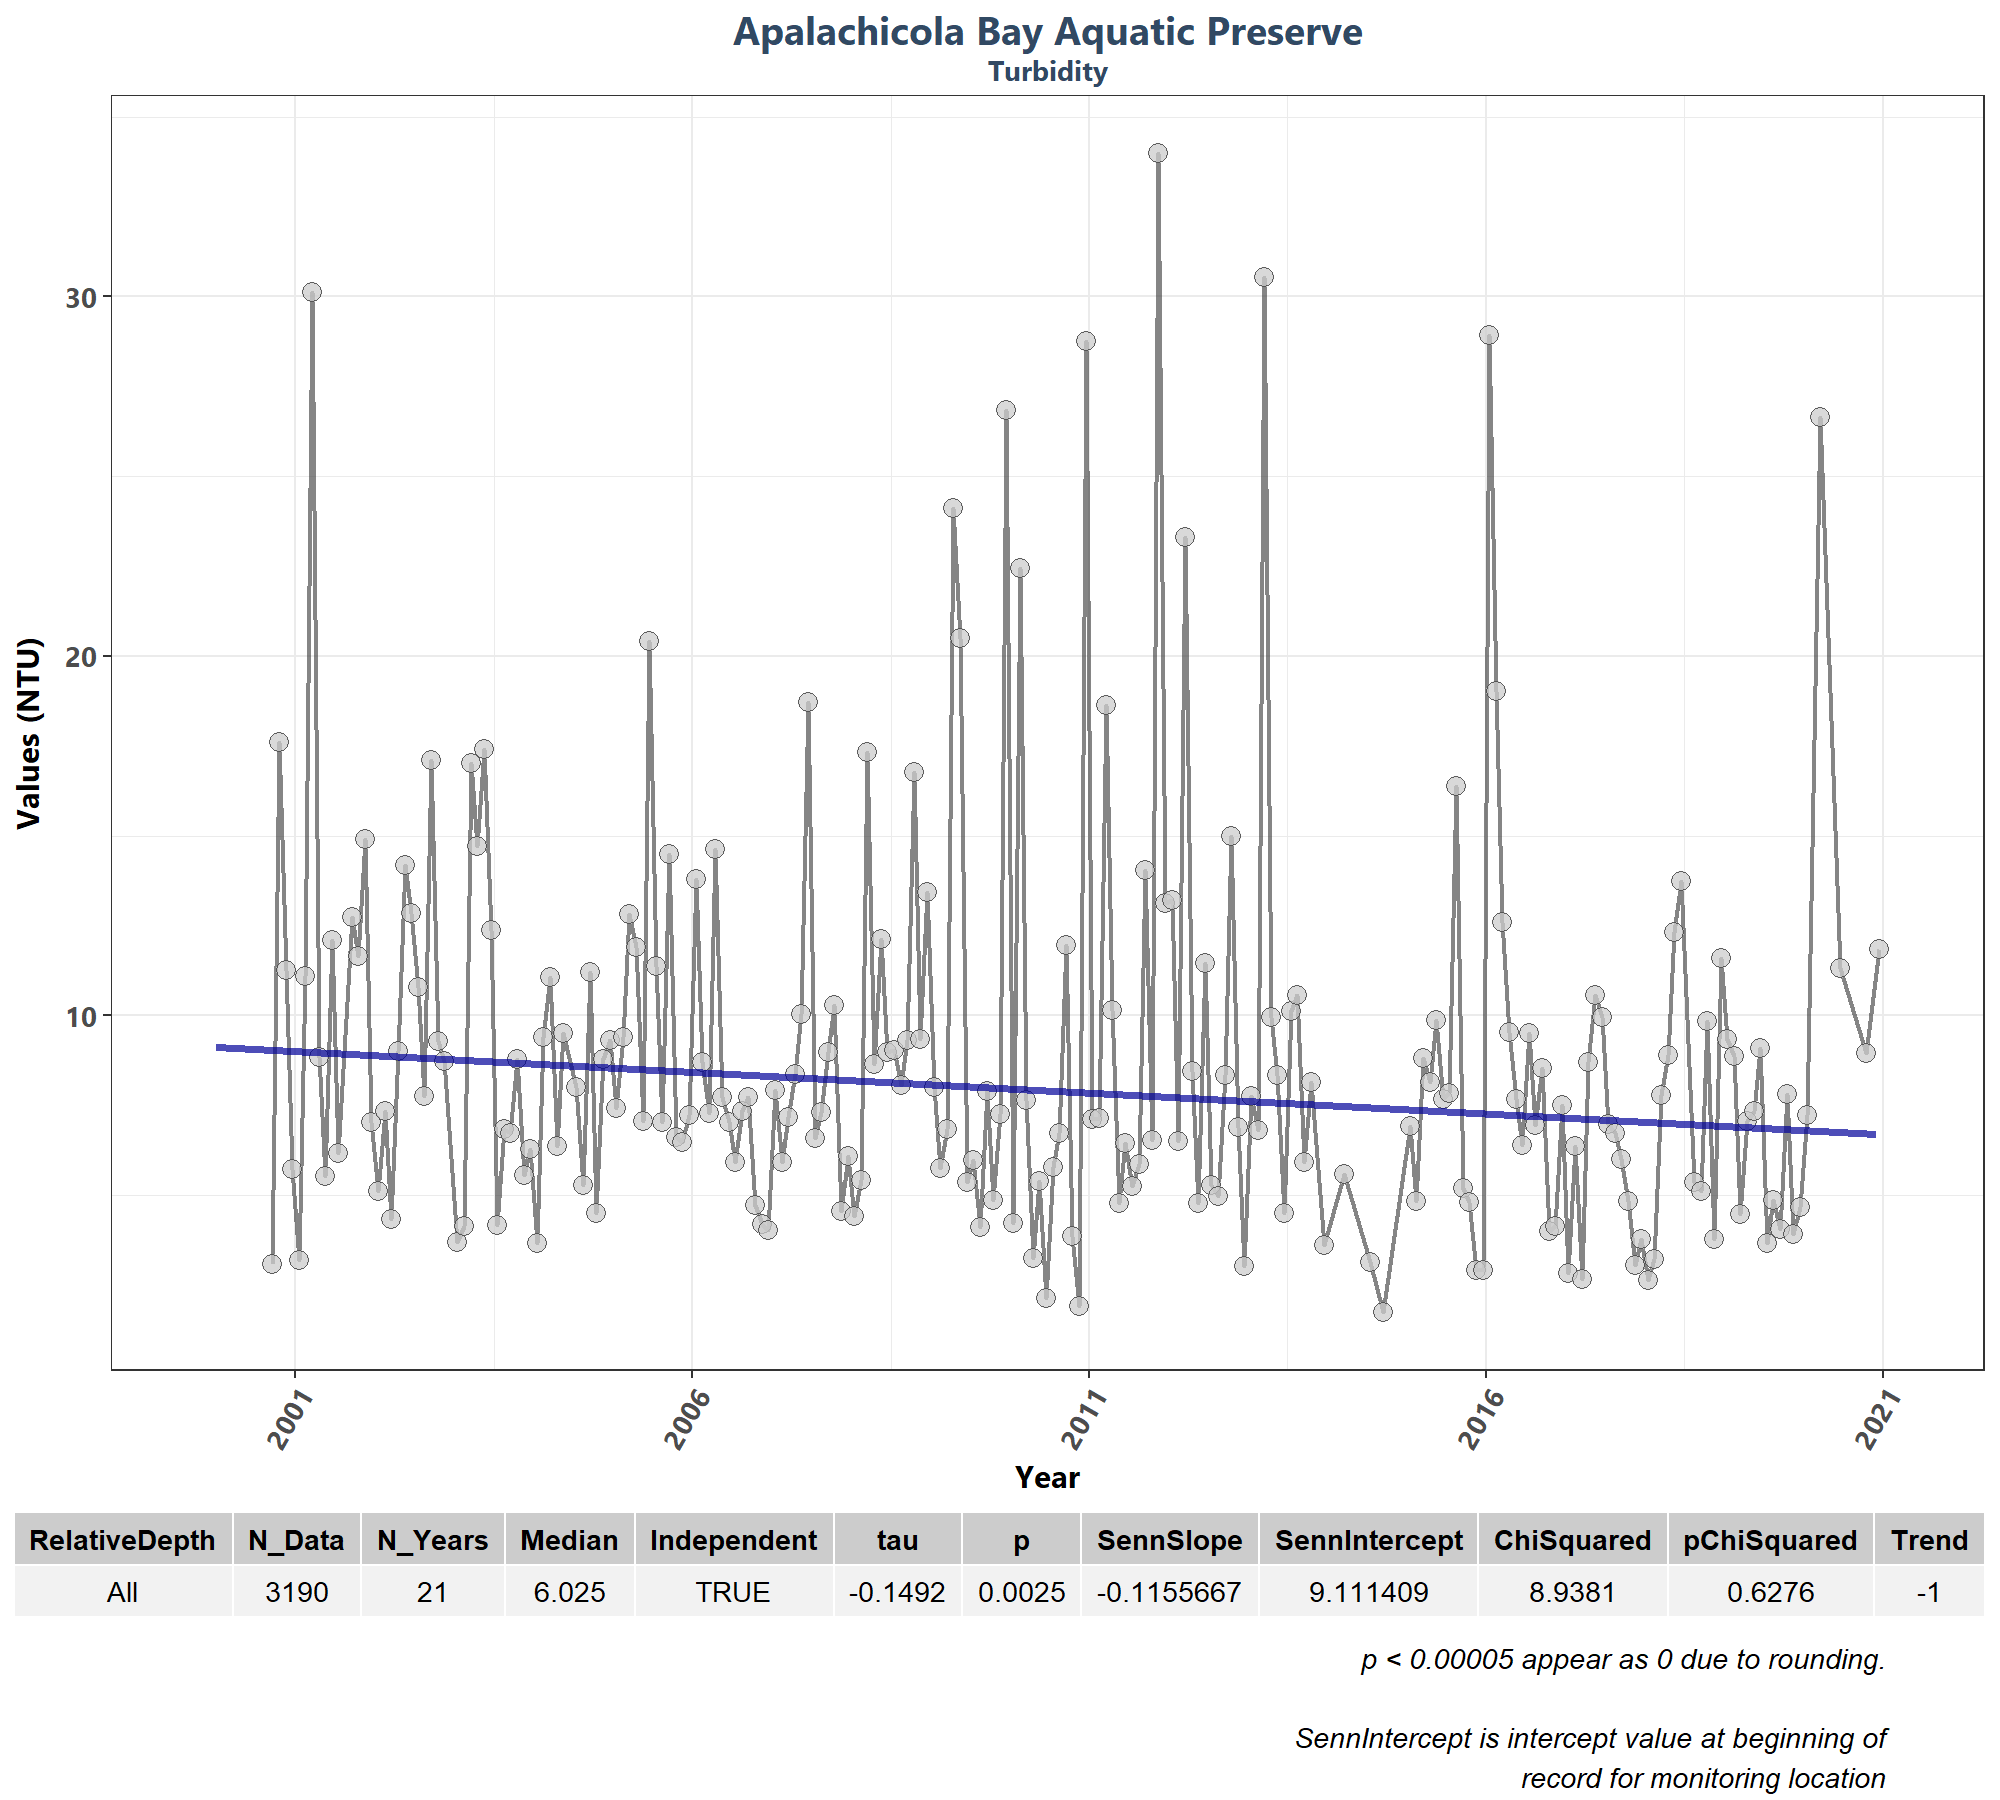 Apalachicola Bay Aquatic Preserve
Turbidity
Values (NTU)
30
20
10
2001 2006 2011 2016 2021
Year
RelativeDepth N_Data N_Years Median Independent tau p SennSlope SennIntercept ChiSquared pChiSquared Trend
All 3190 21 6.025 TRUE -0.1492 0.0025 -0.1155667 9.111409 8.9381 0.6276 -1
p < 0.00005 appear as 0 due to rounding.
SennIntercept is intercept value at beginning of
record for monitoring location